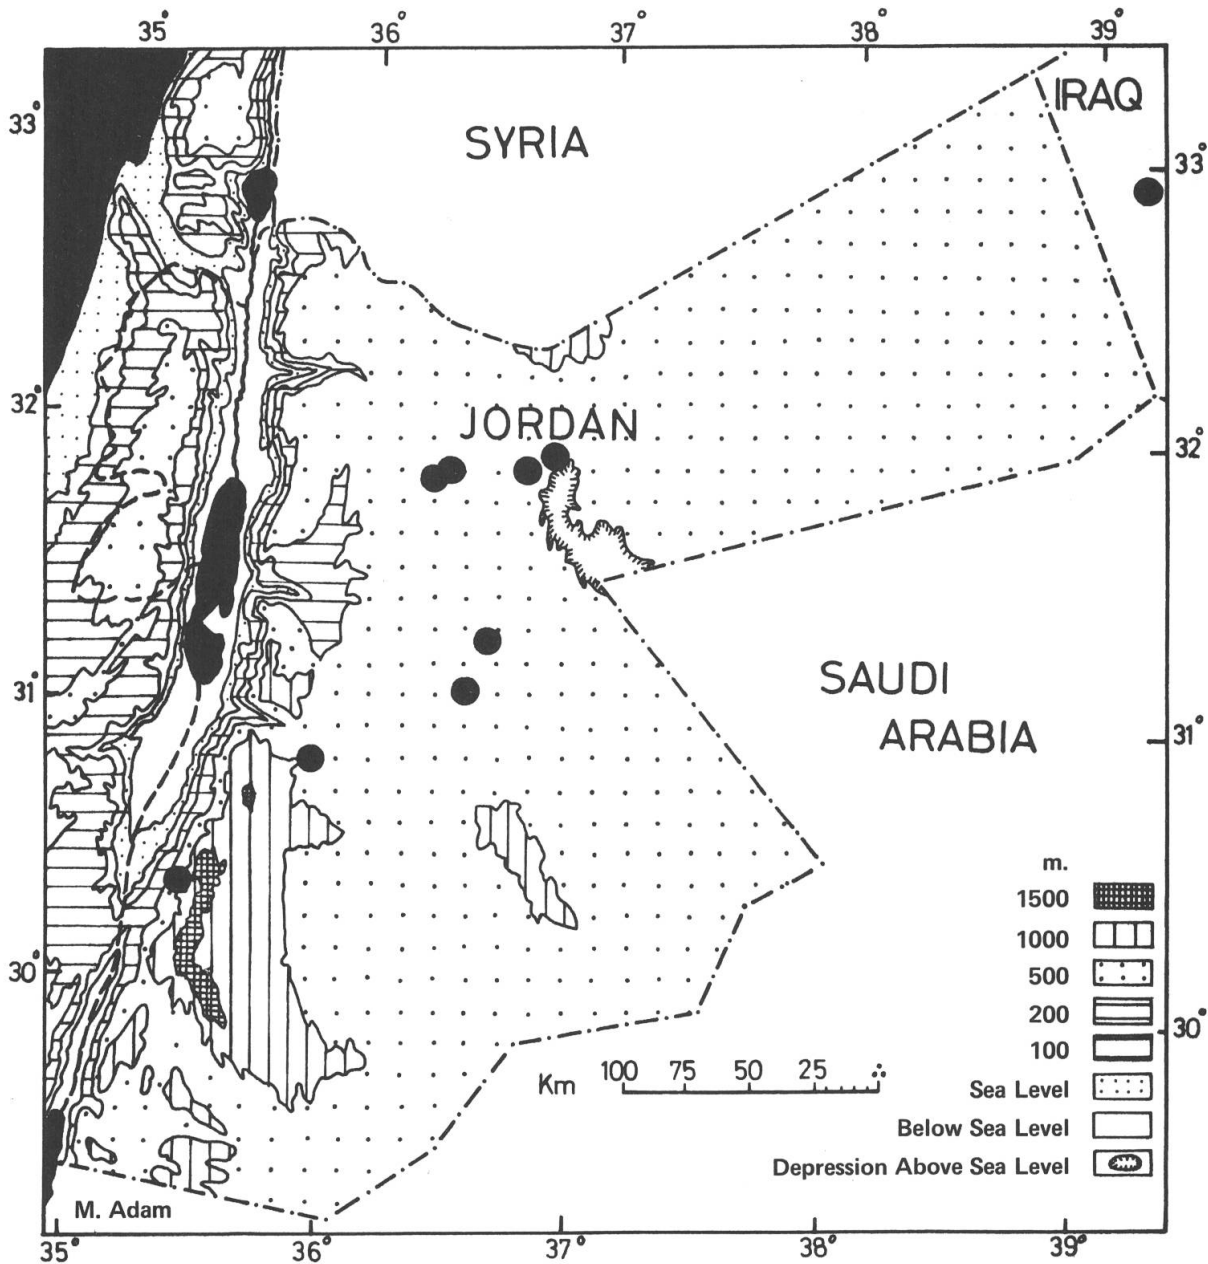 35° 36° 37° 38° 39°
33°
IRAQ
SYRIA
33°
32°
JORDAN
32°
31°
SAUDI
ARABIA
31°
30°
30°
m.
1500
1000
500
200
100
Sea Level
Below Sea Level
Depression Above Sea Level
Km 100 75 50 25
M. Adam
35° 36° 37° 38° 39°